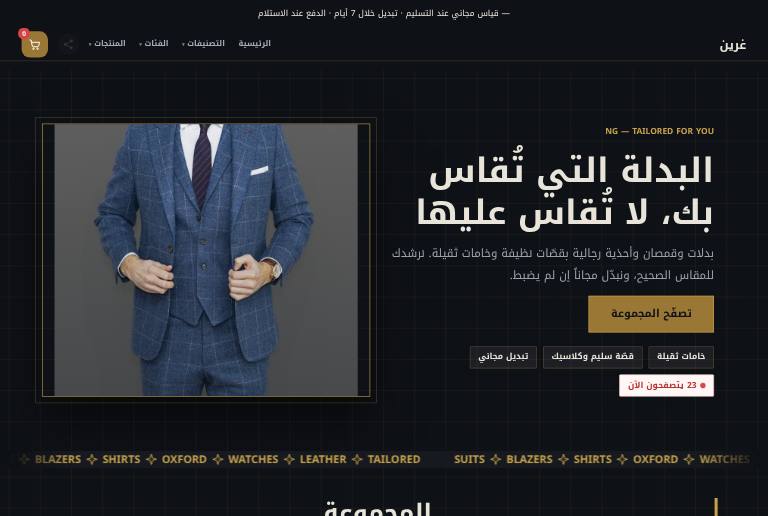 قياس مجاني عند التسليم · تبديل خلال 7 أيام · الدفع عند الاستلام —
غرين
الرئيسية
التصنيفات
الفئات
المنتجات
0
NG — TAILORED FOR YOU
البدلة التي تُقاس
بك، لا تُقاس عليها
بدلات وقمصان وأحذية رجالية بقصّات نظيفة وخامات ثقيلة. نرشدك
للمقاس الصحيح، ونبدّل مجاناً إن لم يضبط.
تصفّح المجموعة
خامات ثقيلة
قصّة سليم وكلاسيك
تبديل مجاني
23 يتصفحون الآن
BLAZERS SHIRTS OXFORD WATCHES LEATHER TAILORED SUITS BLAZERS SHIRTS OXFORD WATCHES
المجموعة